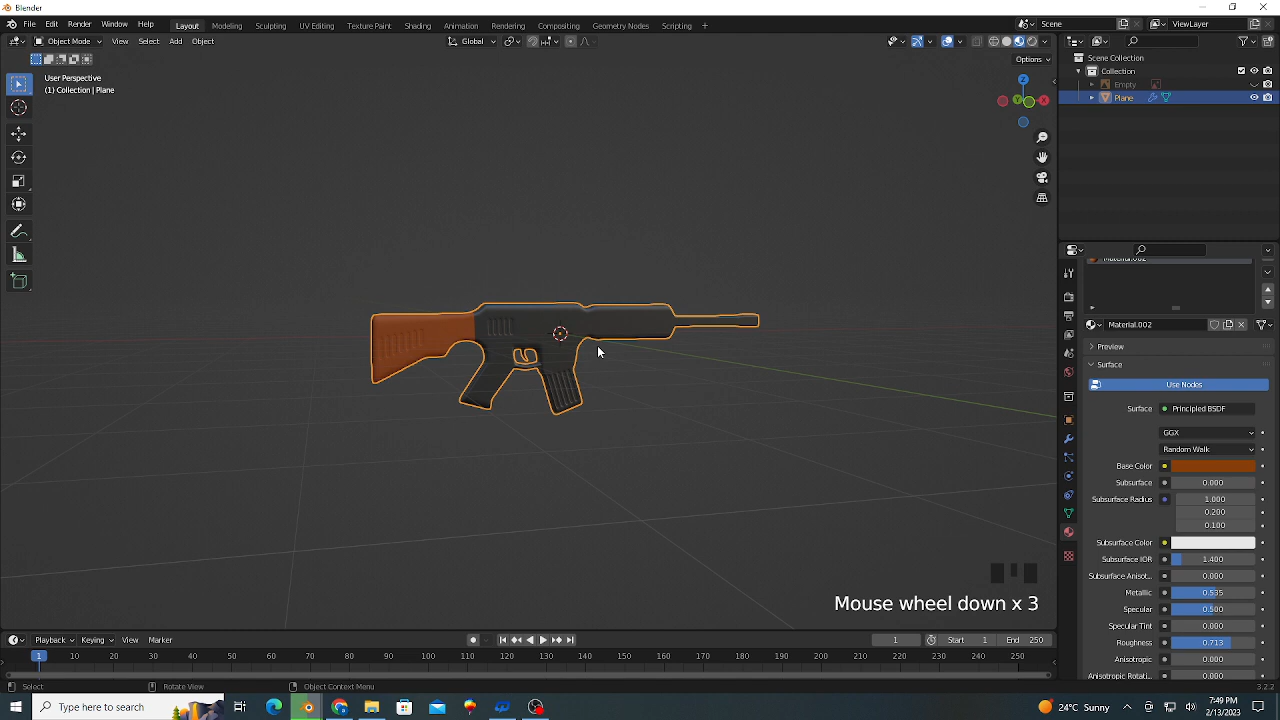 Blender
File Edit Render Window Help
Layout Modeling Sculpting UV Editing Texture Paint Shading Animation Rendering Compositing Geometry Nodes Scripting +
Scene
ViewLayer
Object Mode View Select Add Object
Global
Options
User Perspective
(1) Collection | Plane
Z
Y
X
Scene Collection
Collection
Empty
Plane
Material.002
Preview
Surface
Use Nodes
Surface Principled BSDF
GGX
Random Walk
Base Color
Subsurface 0.000
Subsurface Radius 1.000
0.200
0.100
Subsurface Color
Subsurface IOR 1.400
Subsurface Anisot... 0.000
Metallic 0.535
Specular 0.500
Specular Tint 0.000
Roughness 0.713
Anisotropic 0.000
Anisotropic Rotati... 0.000
Mouse wheel down x 3
Playback Keying View Marker
1 Start 1 End 250
1 10 20 30 40 50 60 70 80 90 100 110 120 130 140 150 160 170 180 190 200 210 220 230 240 250
Select Rotate View Object Context Menu 3.2.2
Type here to search
24°C Sunny
7:49 PM
2/13/2023